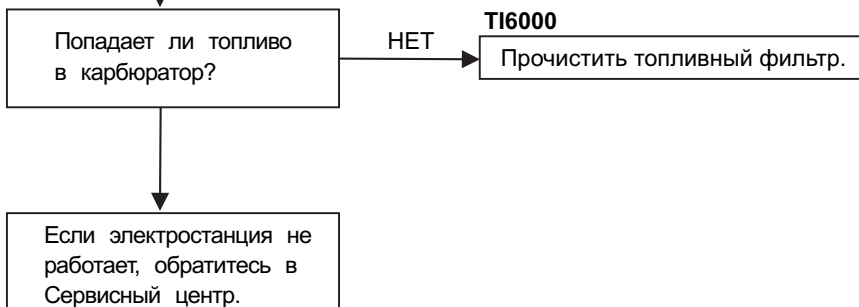 Попадает ли топливо
в карбюратор?
НЕТ
TI6000
Прочистить топливный фильтр.
Если электростанция не
работает, обратитесь в
Сервисный центр.